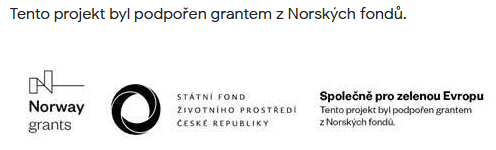 Tento projekt byl podpořen grantem z Norských fondů.
Norway
grants
STÁTNÍ FOND
ŽIVOTNÍHO PROSTŘEDÍ
ČESKÉ REPUBLIKY
Společně pro zelenou Evropu
Tento projekt byl podpořen grantem
z Norských fondů.